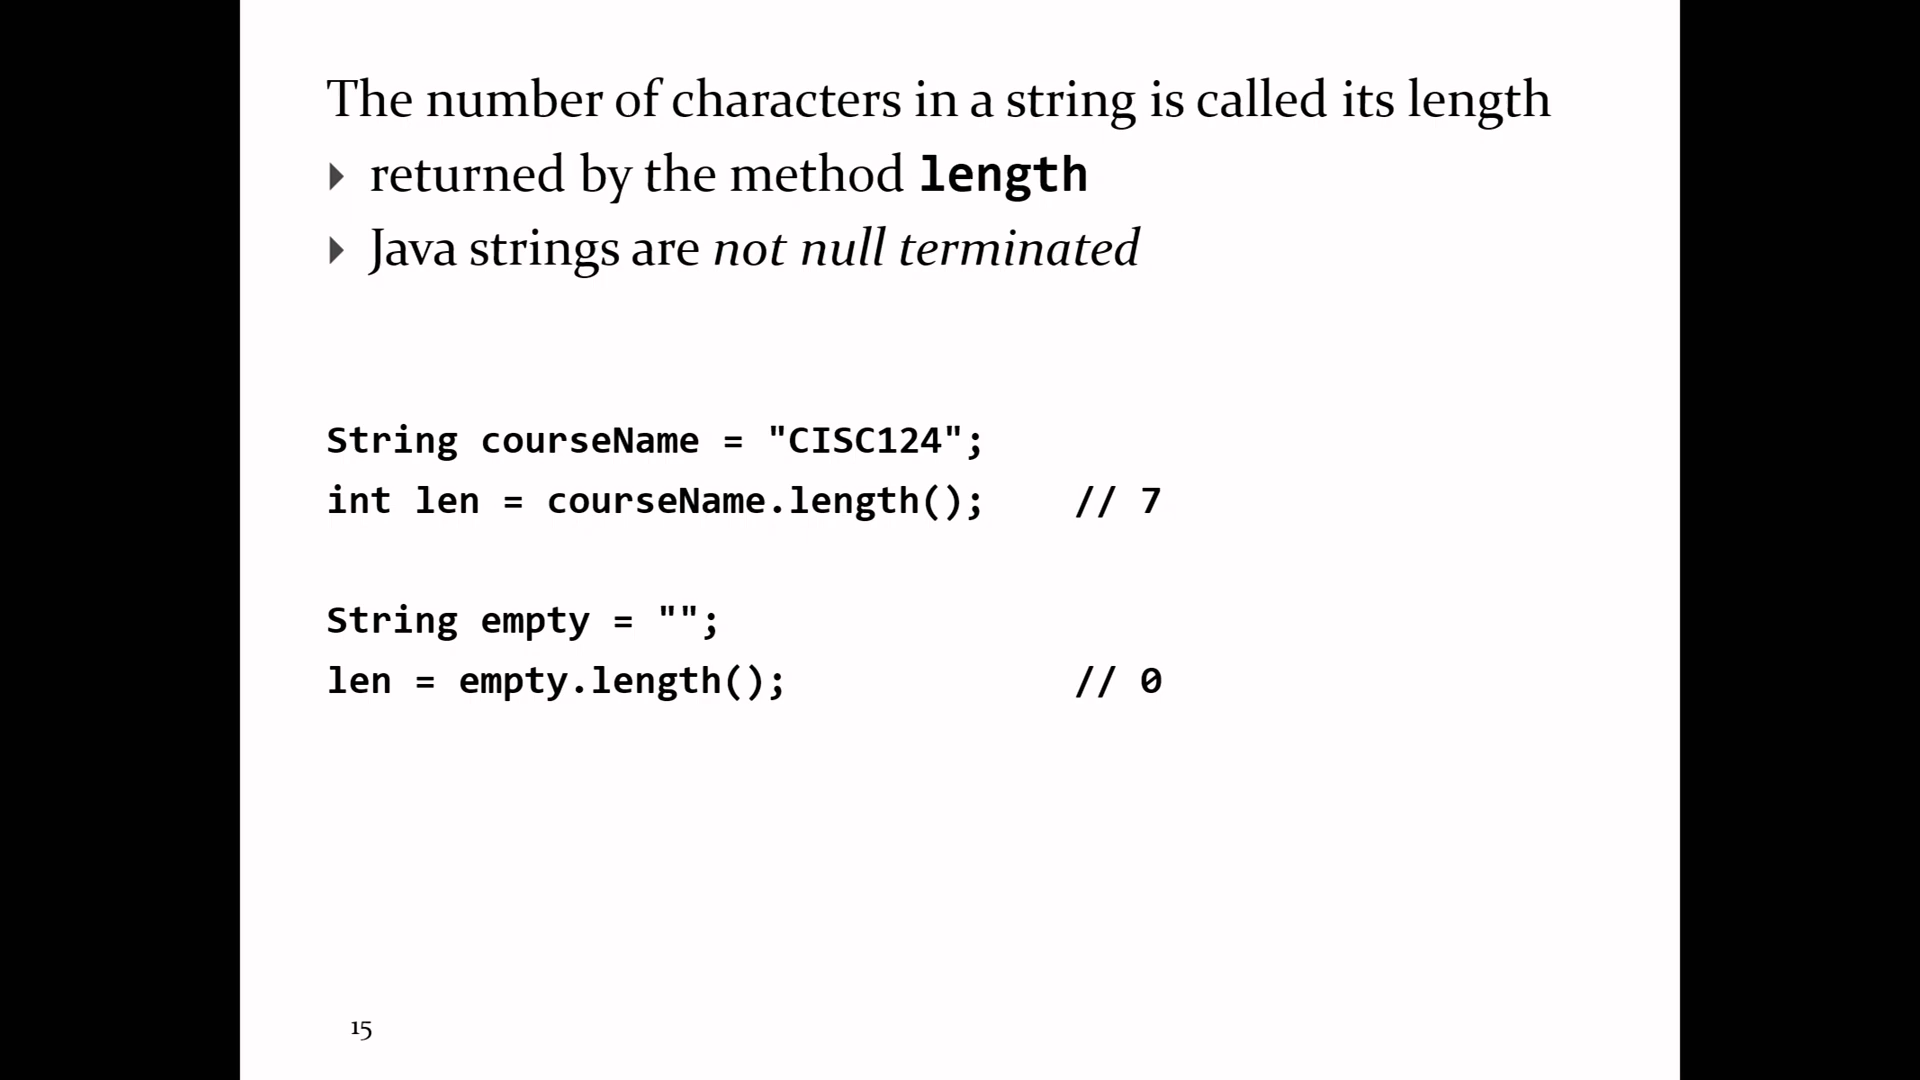 The number of characters in a string is called its length
returned by the method length
Java strings are not null terminated
String courseName = "CISC124";
int len = courseName.length();    // 7
String empty = "";
len = empty.length();             // 0
15